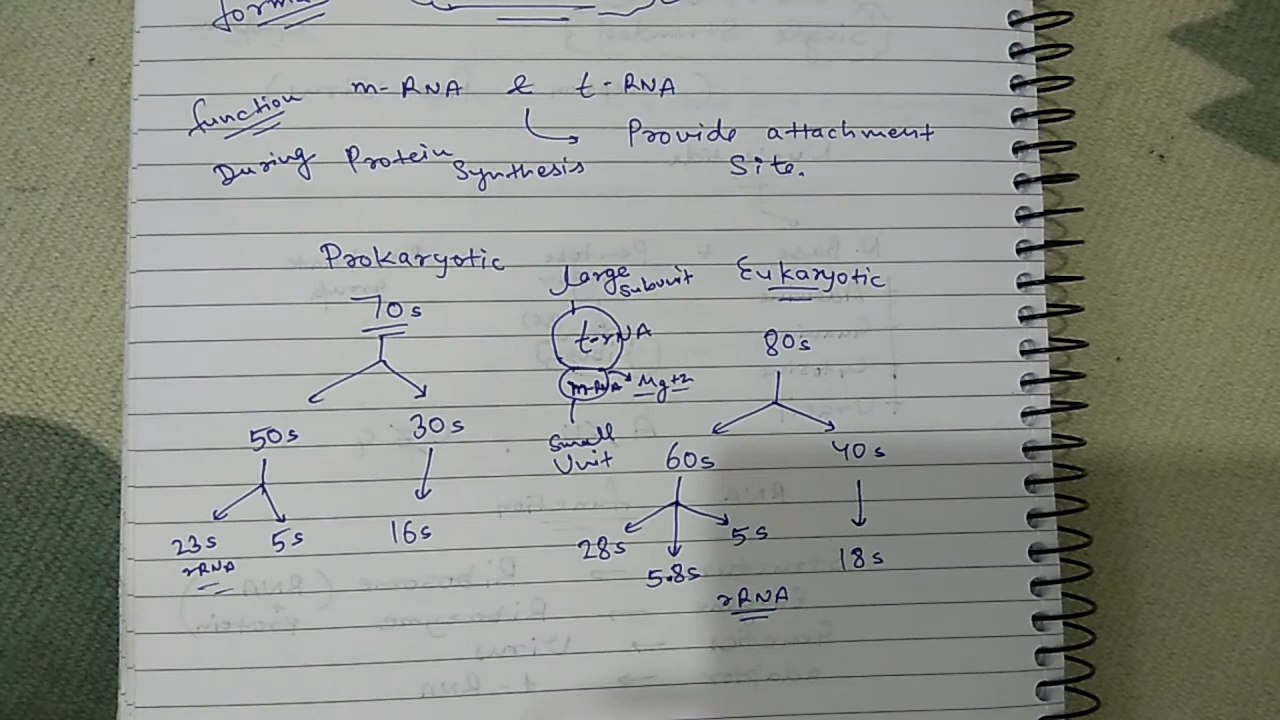 m-RNA & t-RNA
function
Provide attachment
During Protein Synthesis
Site.
Prokaryotic
large subunit
Eukaryotic
70s
t-rRNA
80s
m-RNA Mg+2
50s
30s
Small Unit
60s
40s
23s
5s
16s
28s
5.8s
5s
18s
rRNA
rRNA